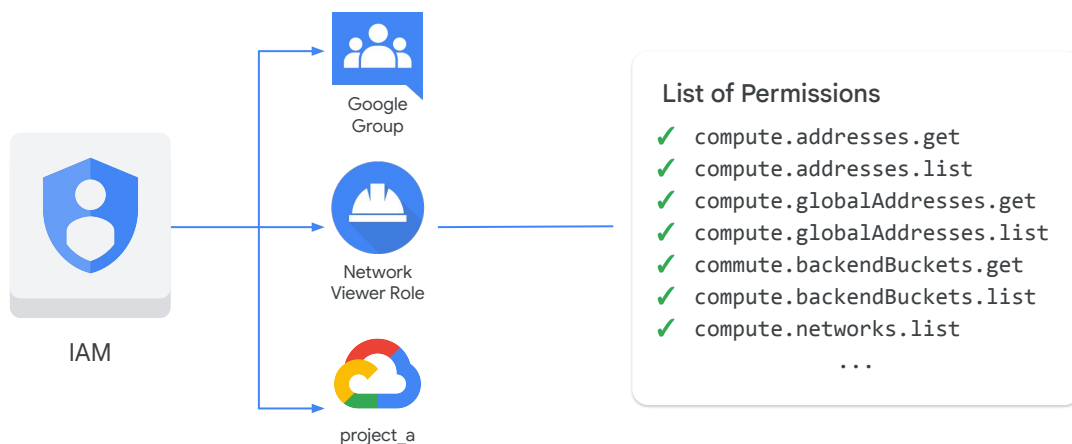 IAM
Google
Group
Network
Viewer Role
project_a
List of Permissions
✓ compute.addresses.get
✓ compute.addresses.list
✓ compute.globalAddresses.get
✓ compute.globalAddresses.list
✓ commute.backendBuckets.get
✓ compute.backendBuckets.list
✓ compute.networks.list
...